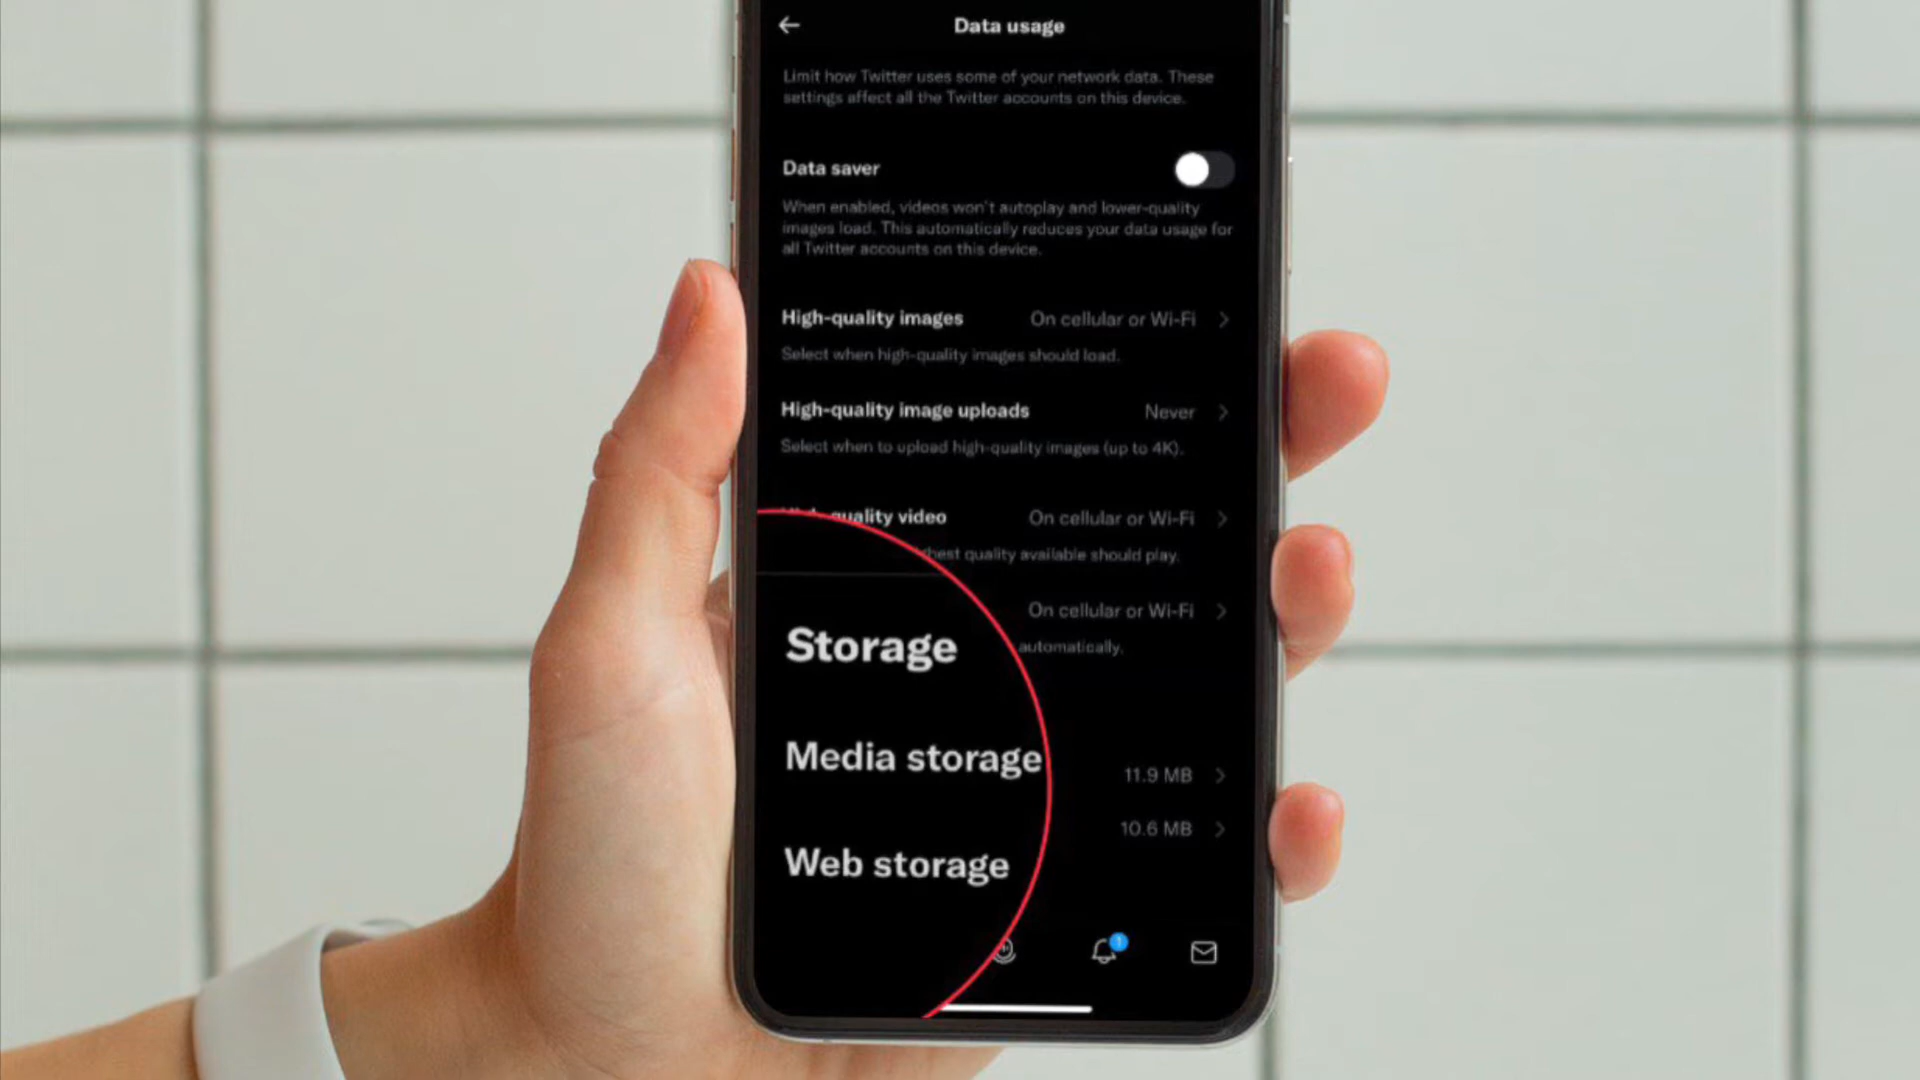 Data usage
Limit how Twitter uses some of your network data. These
settings affect all the Twitter accounts on this device.
Data saver
When enabled, videos won't autoplay and lower-quality
images load. This automatically reduces your data usage for
all Twitter accounts on this device.
High-quality images On cellular or Wi-Fi
Select when high-quality images should load.
High-quality image uploads Never
Select when to upload high-quality images (up to 4K).
quality video On cellular or Wi-Fi
quality available should play.
On cellular or Wi-Fi
automatically.
Storage
Media storage 11.9 MB
Web storage 10.6 MB
1